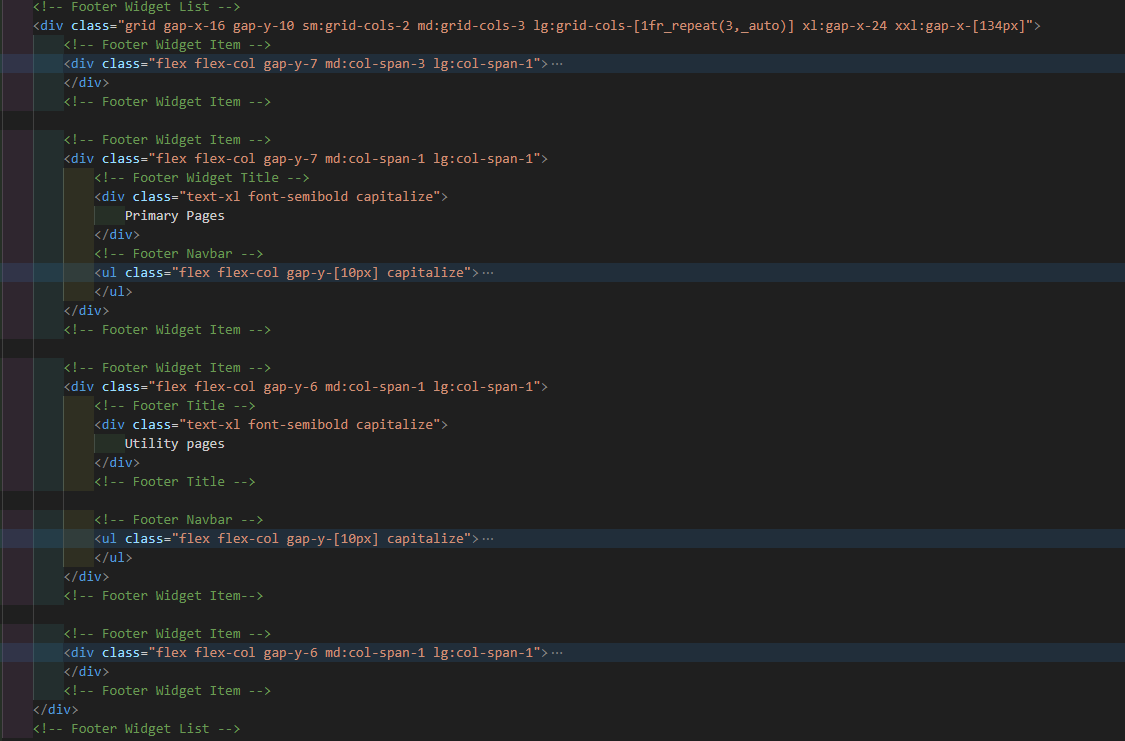 <!-- Footer Widget List -->
<div class="grid gap-x-16 gap-y-10 sm:grid-cols-2 md:grid-cols-3 lg:grid-cols-[1fr_repeat(3,_auto)] xl:gap-x-24 xxl:gap-x-[134px]">
<!-- Footer Widget Item -->
<div class="flex flex-col gap-y-7 md:col-span-3 lg:col-span-1">···
</div>
<!-- Footer Widget Item -->
<!-- Footer Widget Item -->
<div class="flex flex-col gap-y-7 md:col-span-1 lg:col-span-1">
<!-- Footer Widget Title -->
<div class="text-xl font-semibold capitalize">
Primary Pages
</div>
<!-- Footer Navbar -->
<ul class="flex flex-col gap-y-[10px] capitalize">···
</ul>
</div>
<!-- Footer Widget Item -->
<!-- Footer Widget Item -->
<div class="flex flex-col gap-y-6 md:col-span-1 lg:col-span-1">
<!-- Footer Title -->
<div class="text-xl font-semibold capitalize">
Utility pages
</div>
<!-- Footer Title -->
<!-- Footer Navbar -->
<ul class="flex flex-col gap-y-[10px] capitalize">···
</ul>
</div>
<!-- Footer Widget Item-->
<!-- Footer Widget Item -->
<div class="flex flex-col gap-y-6 md:col-span-1 lg:col-span-1">···
</div>
<!-- Footer Widget Item -->
</div>
<!-- Footer Widget List -->